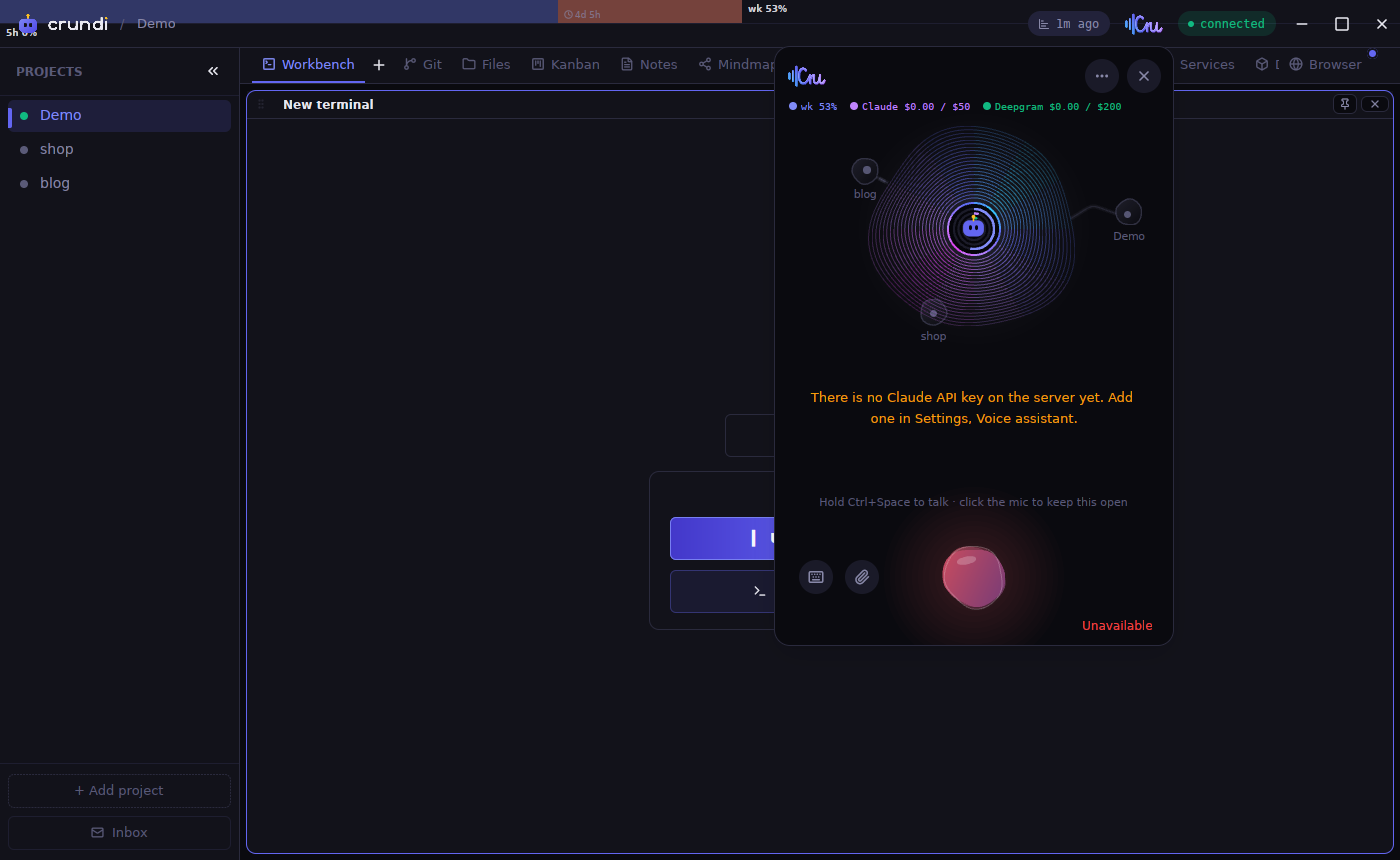 4d 5h
wk 53%
5h 0%
crundi / Demo
1m ago
Cru
connected
PROJECTS
Demo
shop
blog
+ Add project
Inbox
Workbench
+
Git
Files
Kanban
Notes
Mindmap
Services
Browser
New terminal
Cru
wk 53%
Claude $0.00 / $50
Deepgram $0.00 / $200
blog
Demo
shop
There is no Claude API key on the server yet. Add
one in Settings, Voice assistant.
Hold Ctrl+Space to talk · click the mic to keep this open
Unavailable